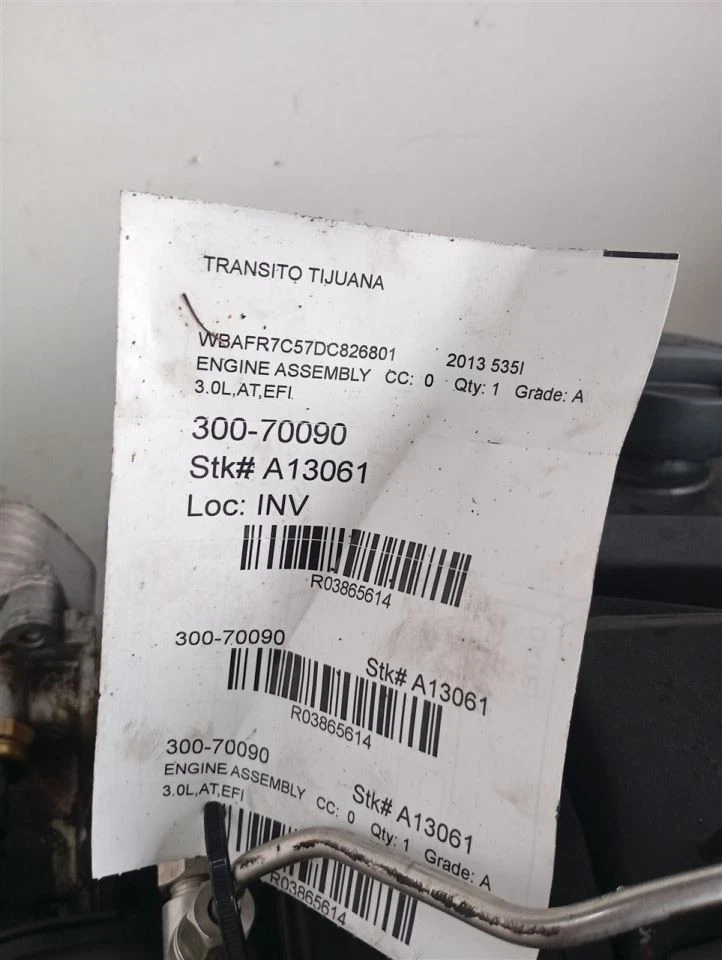 TRANSITO TIJUANA
WBAFR7C57DC826801 2013 535I
ENGINE ASSEMBLY CC: 0 Qty: 1 Grade: A
3.0L,AT,EFI
300-70090
Stk# A13061
Loc: INV
R03865614
300-70090 Stk# A13061
R03865614
300-70090 Stk# A13061
ENGINE ASSEMBLY CC: 0 Qty: 1 Grade: A
3.0L,AT,EFI
R03865614